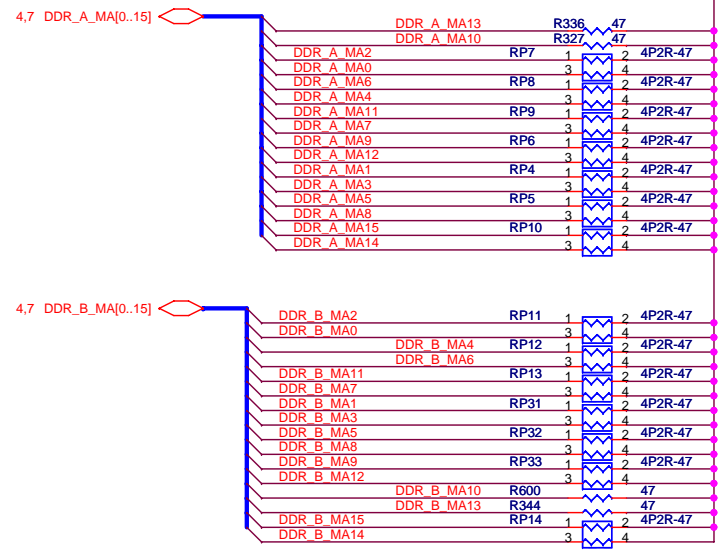 4,7 DDR_A_MA[0..15]
DDR_A_MA13 R336 47
DDR_A_MA10 R327 47
DDR_A_MA2 RP7 1 2 4P2R-47
DDR_A_MA0 3 4
DDR_A_MA6 RP8 1 2 4P2R-47
DDR_A_MA4 3 4
DDR_A_MA11 RP9 1 2 4P2R-47
DDR_A_MA7 3 4
DDR_A_MA9 RP6 1 2 4P2R-47
DDR_A_MA12 3 4
DDR_A_MA1 RP4 1 2 4P2R-47
DDR_A_MA3 3 4
DDR_A_MA5 RP5 1 2 4P2R-47
DDR_A_MA8 3 4
DDR_A_MA15 RP10 1 2 4P2R-47
DDR_A_MA14 3 4
4,7 DDR_B_MA[0..15]
DDR_B_MA2 RP11 1 2 4P2R-47
DDR_B_MA0 3 4
DDR_B_MA4 RP12 1 2 4P2R-47
DDR_B_MA6 3 4
DDR_B_MA11 RP13 1 2 4P2R-47
DDR_B_MA7 3 4
DDR_B_MA1 RP31 1 2 4P2R-47
DDR_B_MA3 3 4
DDR_B_MA5 RP32 1 2 4P2R-47
DDR_B_MA8 3 4
DDR_B_MA9 RP33 1 2 4P2R-47
DDR_B_MA12 3 4
DDR_B_MA10 R600 47
DDR_B_MA13 R344 47
DDR_B_MA15 RP14 1 2 4P2R-47
DDR_B_MA14 3 4